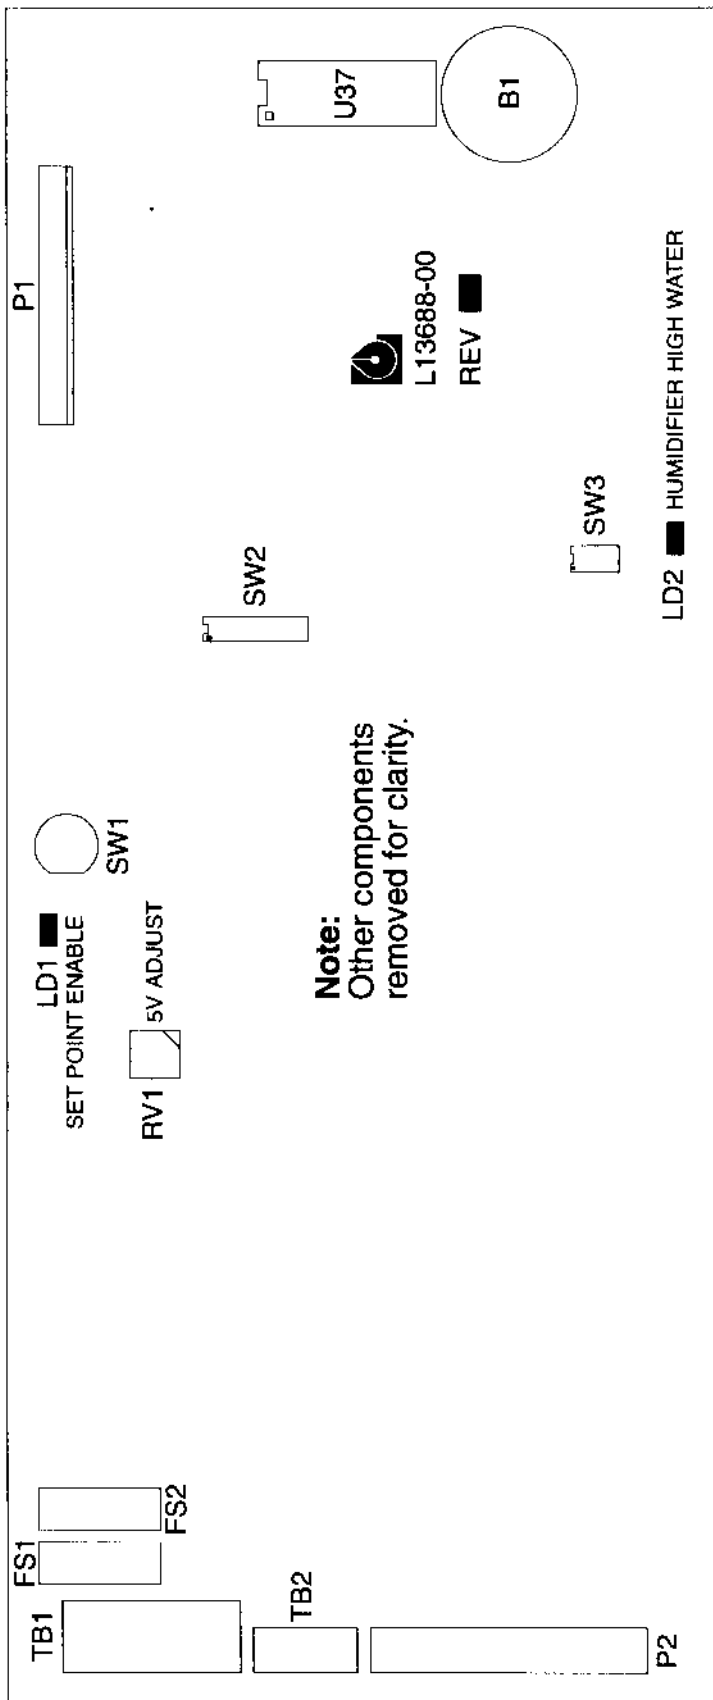 P1
U37
B1
L13688-00
REV
SW2
SW3
LD2
HUMIDIFIER HIGH WATER
LD1
SET POINT ENABLE
SW1
RV1
5V ADJUST
Note:
Other components
removed for clarity.
FS1
FS2
TB1
TB2
P2